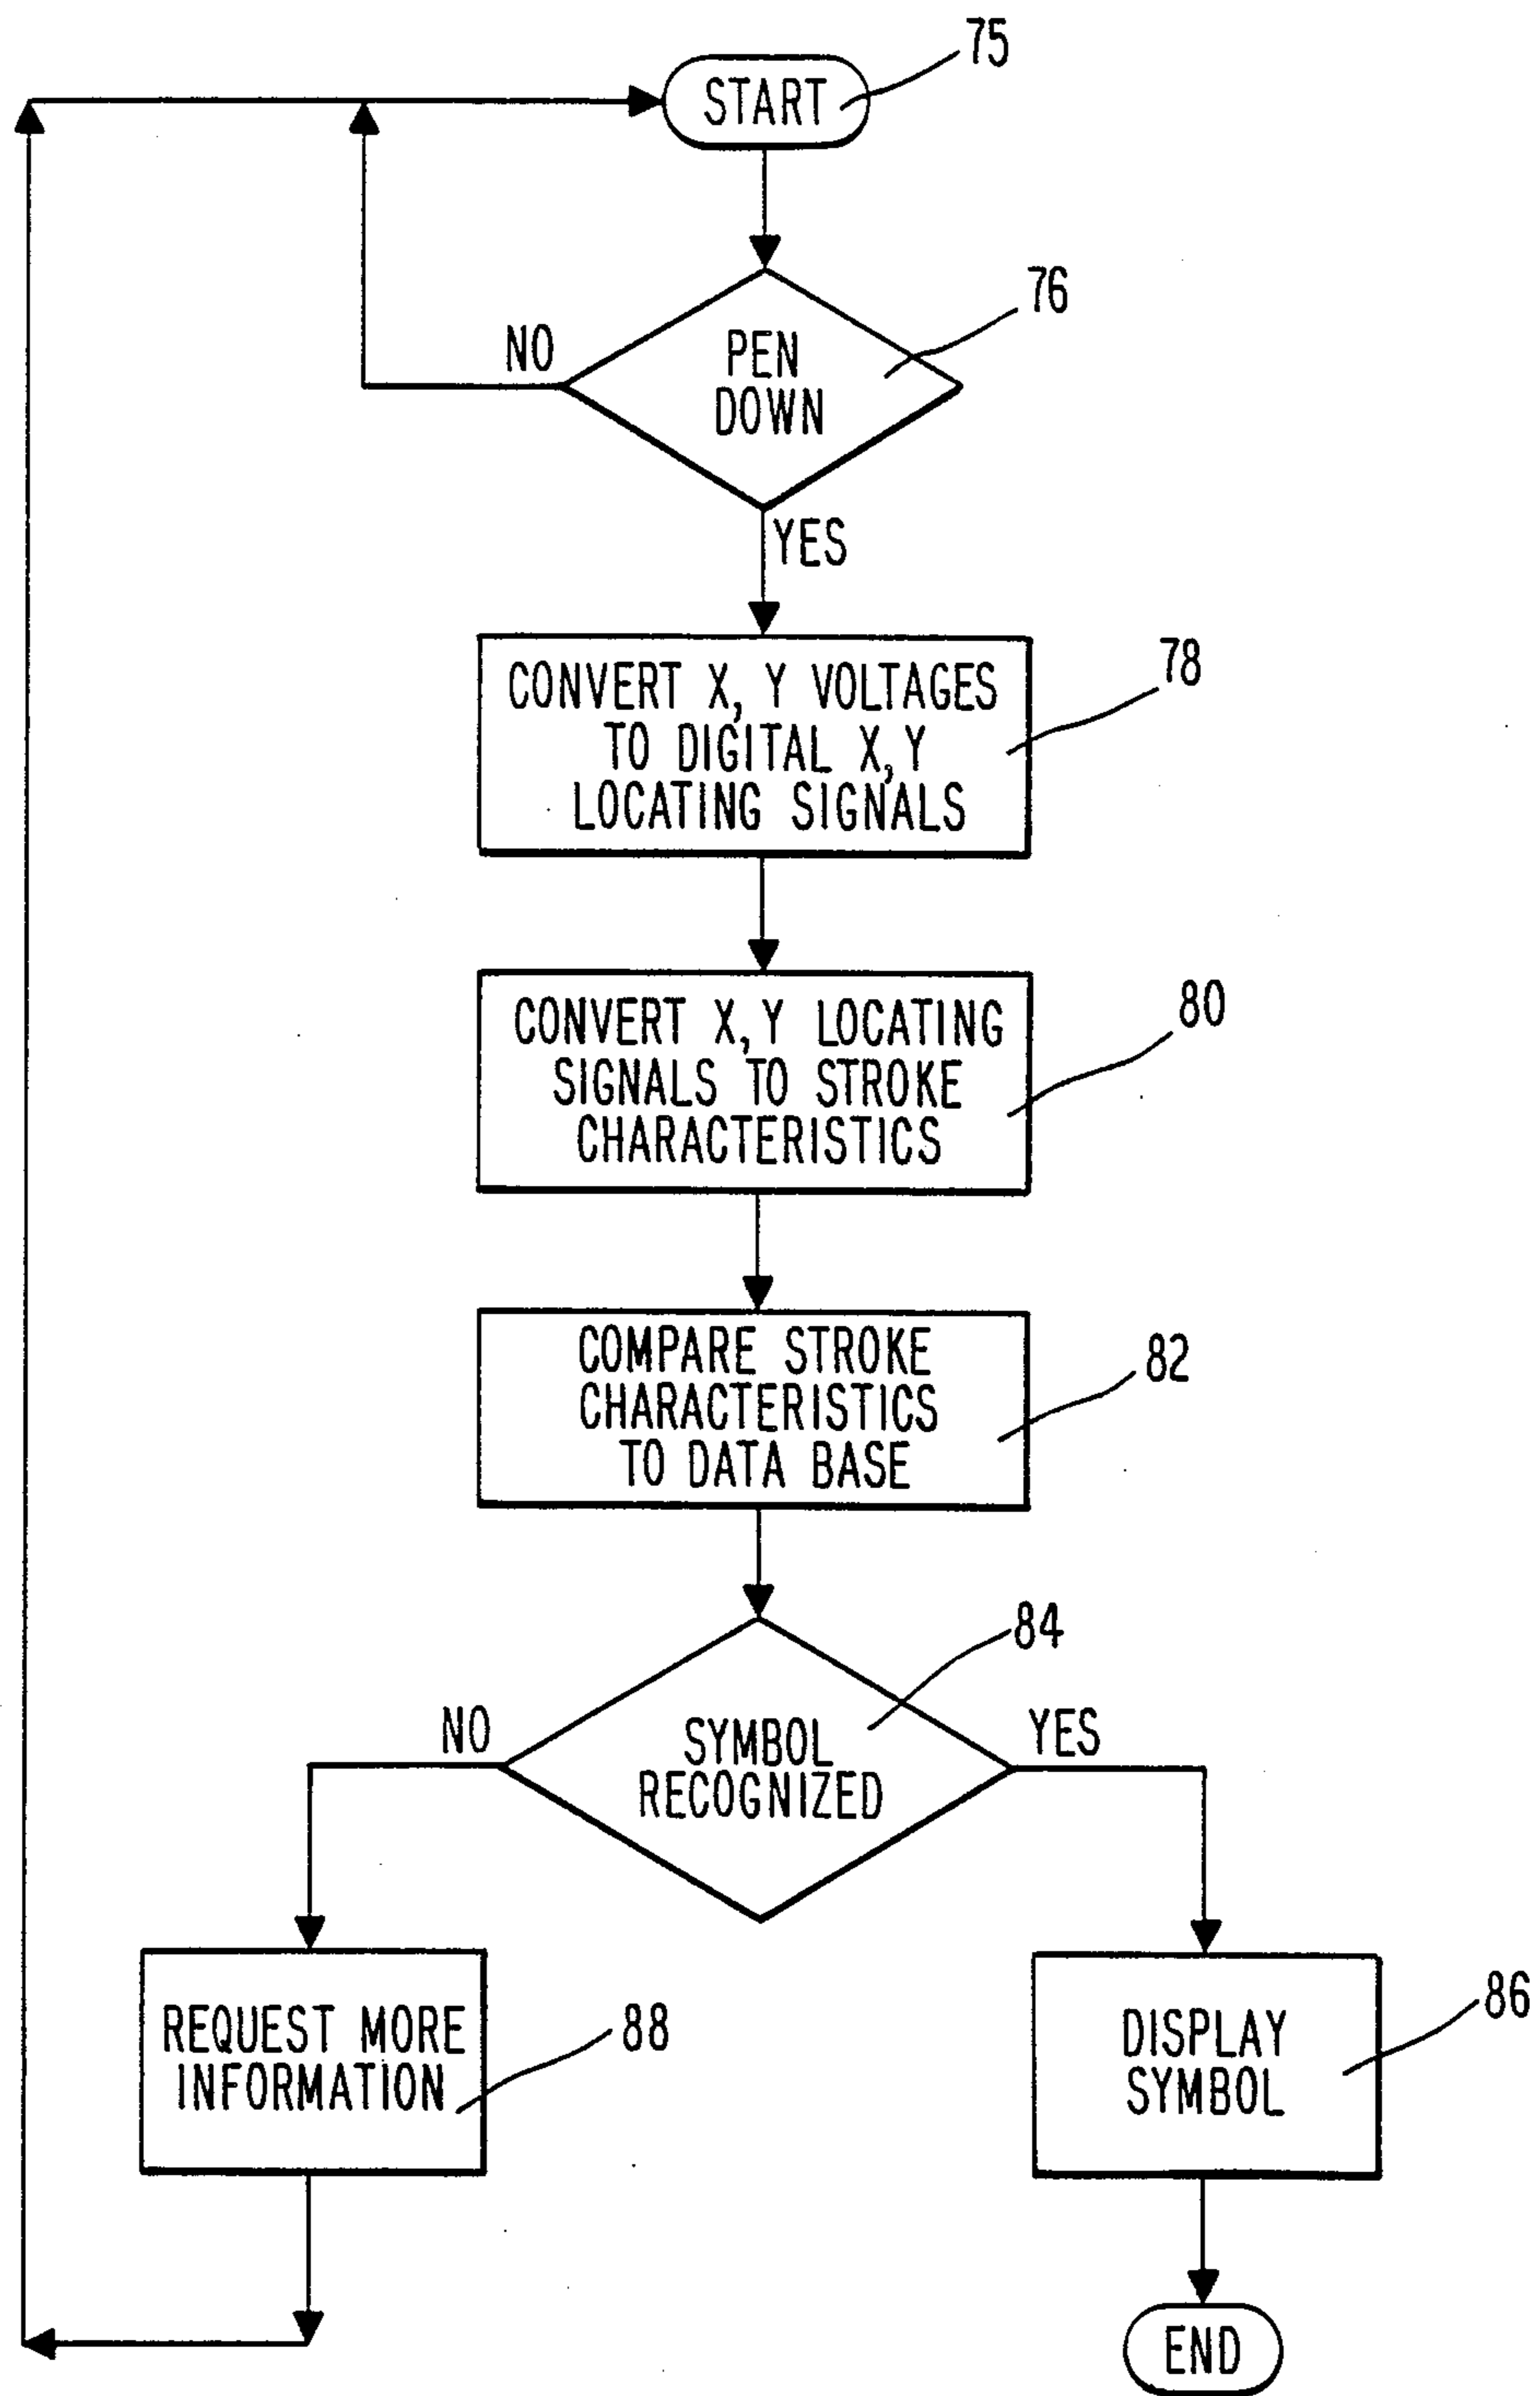 START
75
PEN
DOWN
76
NO
YES
CONVERT X, Y VOLTAGES
TO DIGITAL X, Y
LOCATING SIGNALS
78
CONVERT X, Y LOCATING
SIGNALS TO STROKE
CHARACTERISTICS
80
COMPARE STROKE
CHARACTERISTICS
TO DATA BASE
82
SYMBOL
RECOGNIZED
84
NO
YES
REQUEST MORE
INFORMATION
88
DISPLAY
SYMBOL
86
END